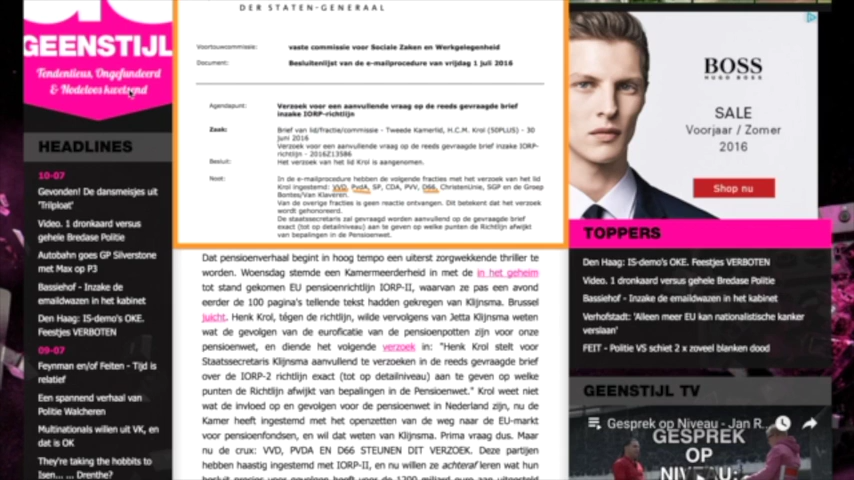 GEENSTIJL
Tendentieus, Ongefundeerd
& Nodeloos kwetsend
HEADLINES
10-07
Gevonden! De dansmeisjes uit
'Trilploat'
Video. 1 dronkaard versus
gehele Bredase Politie
Autobahn goes GP Silverstone
met Max op P3
Bassiehof - Inzake de
emailwazen in het kabinet
Den Haag: IS-demo's OKE.
Feestjes VERBOTEN
09-07
Feynman en/of Feiten - Tijd is
relatief
Een spannend verhaal van
Politie Walcheren
Multinationals willen uit VK, en
dat is OK
They're taking the hobbits to
Isen... ... Drenthe?
DER STATEN-GENERAAL
Voortouwcommissie: vaste commissie voor Sociale Zaken en Werkgelegenheid
Document: Besluitenlijst van de e-mailprocedure van vrijdag 1 juli 2016
Agendapunt: Verzoek voor een aanvullende vraag op de reeds gevraagde brief
inzake IORP-richtlijn
Zaak: Brief van lid/fractie/commissie - Tweede Kamerlid, H.C.M. Krol (50PLUS) - 30
juni 2016
Verzoek voor een aanvullende vraag op de reeds gevraagde brief inzake IORP-
richtlijn - 2016Z13586
Besluit: Het verzoek van het lid Krol is aangenomen.
Noot: In de e-mailprocedure hebben de volgende fracties met het verzoek van het lid
Krol ingestemd: VVD, PvdA, SP, CDA, PVV, D66, ChristenUnie, SGP en de Groep
Bontes/Van Klaveren.
Van de overige fracties is geen reactie ontvangen. Dit betekent dat het verzoek
wordt gehonoreerd.
De staatssecretaris zal gevraagd worden aanvullend op de gevraagde brief
exact (tot op detailniveau) aan te geven op welke punten de Richtlijn afwijkt
van bepalingen in de Pensioenwet.
Dat pensioenverhaal begint in hoog tempo een uiterst zorgwekkende thriller te
worden. Woensdag stemde een Kamermeerderheid in met de in het geheim
tot stand gekomen EU pensioenrichtlijn IORP-II, waarvan ze pas een avond
eerder de 100 pagina's tellende tekst hadden gekregen van Klijnsma. Brussel
juicht. Henk Krol, tégen de richtlijn, wilde vervolgens van Jetta Klijnsma weten
wat de gevolgen van de eurofication van de pensioenpotten zijn voor onze
pensioenwet, en diende het volgende verzoek in: "Henk Krol stelt voor
Staatssecretaris Klijnsma aanvullend te verzoeken in de reeds gevraagde brief
over de IORP-2 richtlijn exact (tot op detailniveau) aan te geven op welke
punten de Richtlijn afwijkt van bepalingen in de Pensioenwet." Krol weet niet
wat de invloed op en gevolgen voor de pensioenwet in Nederland zijn, nu de
Kamer heeft ingestemd met het openzetten van de weg naar de EU-markt
voor pensioenfondsen, en wil dat weten van Klijnsma. Prima vraag dus. Maar
nu de crux: VVD, PVDA EN D66 STEUNEN DIT VERZOEK. Deze partijen
hebben haastig ingestemd met IORP-II, en nu willen ze achteraf leren wat hun
BOSS
HUGO BOSS
SALE
Voorjaar / Zomer
2016
Shop nu
TOPPERS
Den Haag: IS-demo's OKE. Feestjes VERBOTEN
Video. 1 dronkaard versus gehele Bredase Politie
Bassiehof - Inzake de emailwazen in het kabinet
Verhofstadt: 'Alleen meer EU kan nationalistische kanker
verslaan'
FEIT - Politie VS schiet 2 x zoveel blanken dood
GEENSTIJL TV
Gesprek op Niveau - Jan R...
GESPREK
OP
NIVEAU: